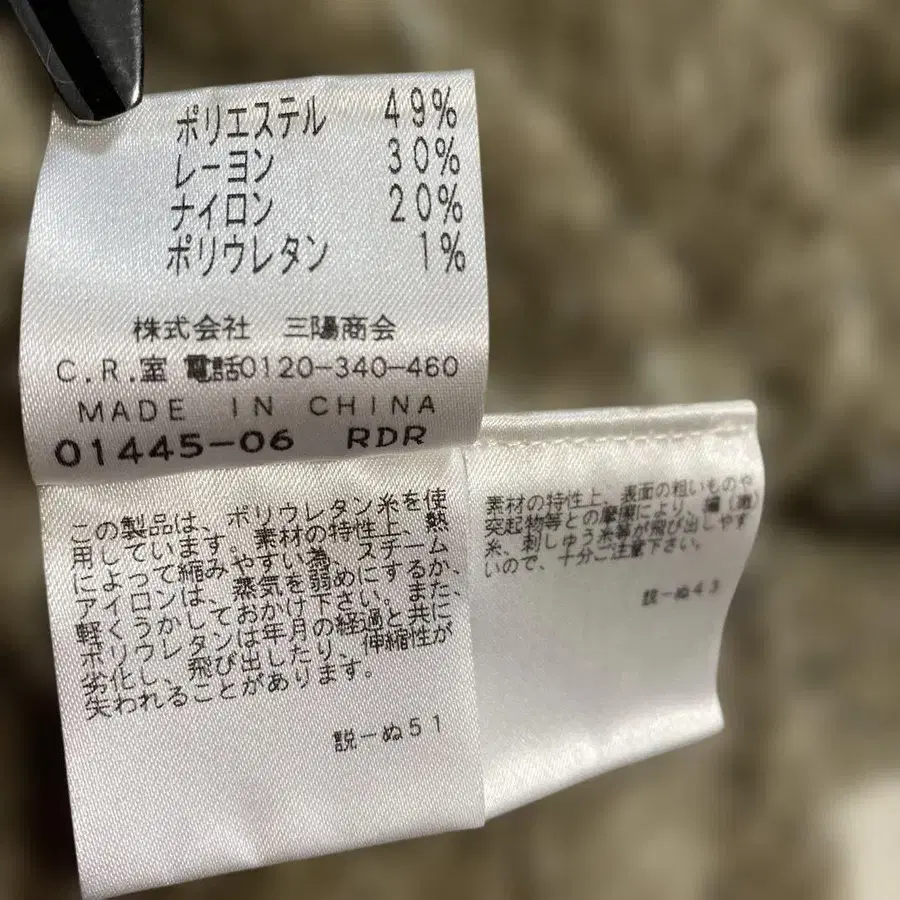 ポリエステル 49%
レーヨン 30%
ナイロン 20%
ポリウレタン 1%
株式会社 三陽商会
C.R.室 電話0120-340-460
MADE IN CHINA
01445-06 RDR
この製品は、ポリウレタン糸を使
用しています。素材の特性上、熱
によって縮みやすい為、スチーム
アイロンは、蒸気を弱めにするか、
軽くうかしておかけ下さい。また、
ポリウレタンは年月の経過と共に
劣化し、飛び出したり、伸縮性が
失われることがあります。
説-ぬ51
素材の特性上、表面の粗いものや
突起物等との摩擦により、織(編)
糸、刺しゅう糸等が飛び出しやす
いので、十分ご注意下さい。
説-ぬ43